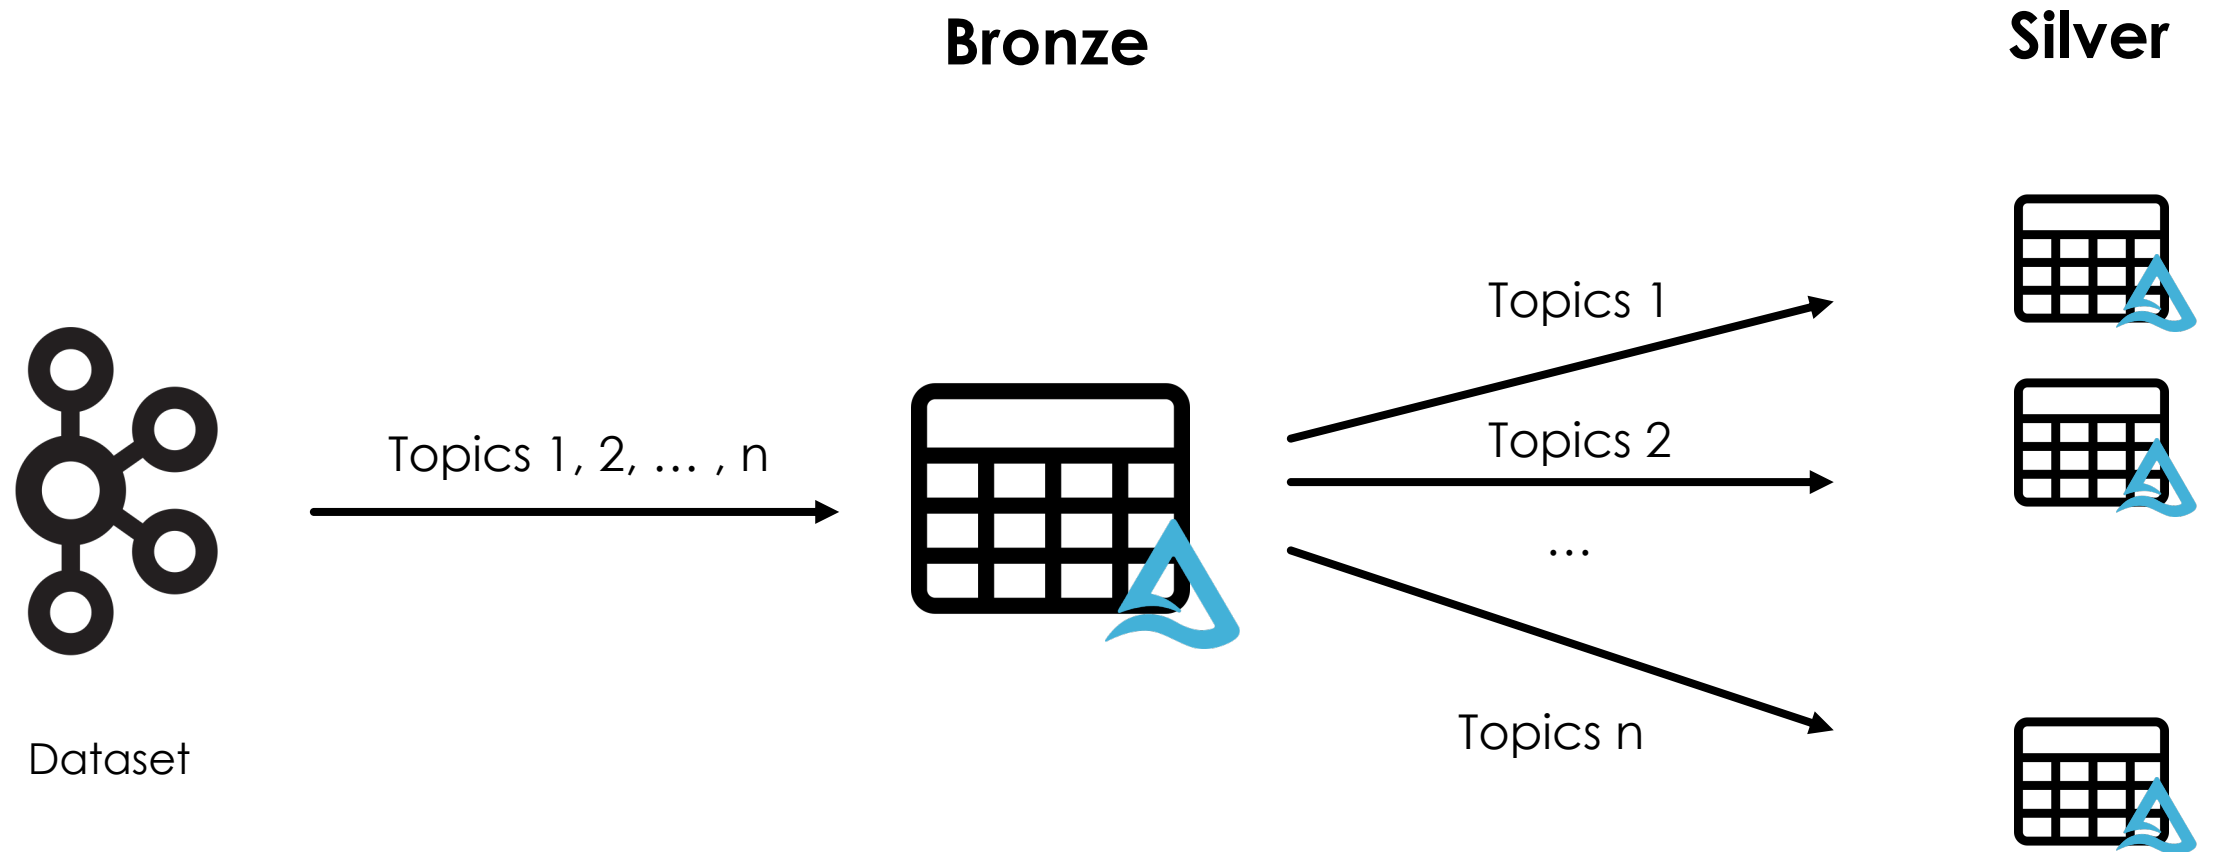 Bronze
Silver
Topics 1, 2, ... , n
Topics 1
Topics 2
...
Topics n
Dataset